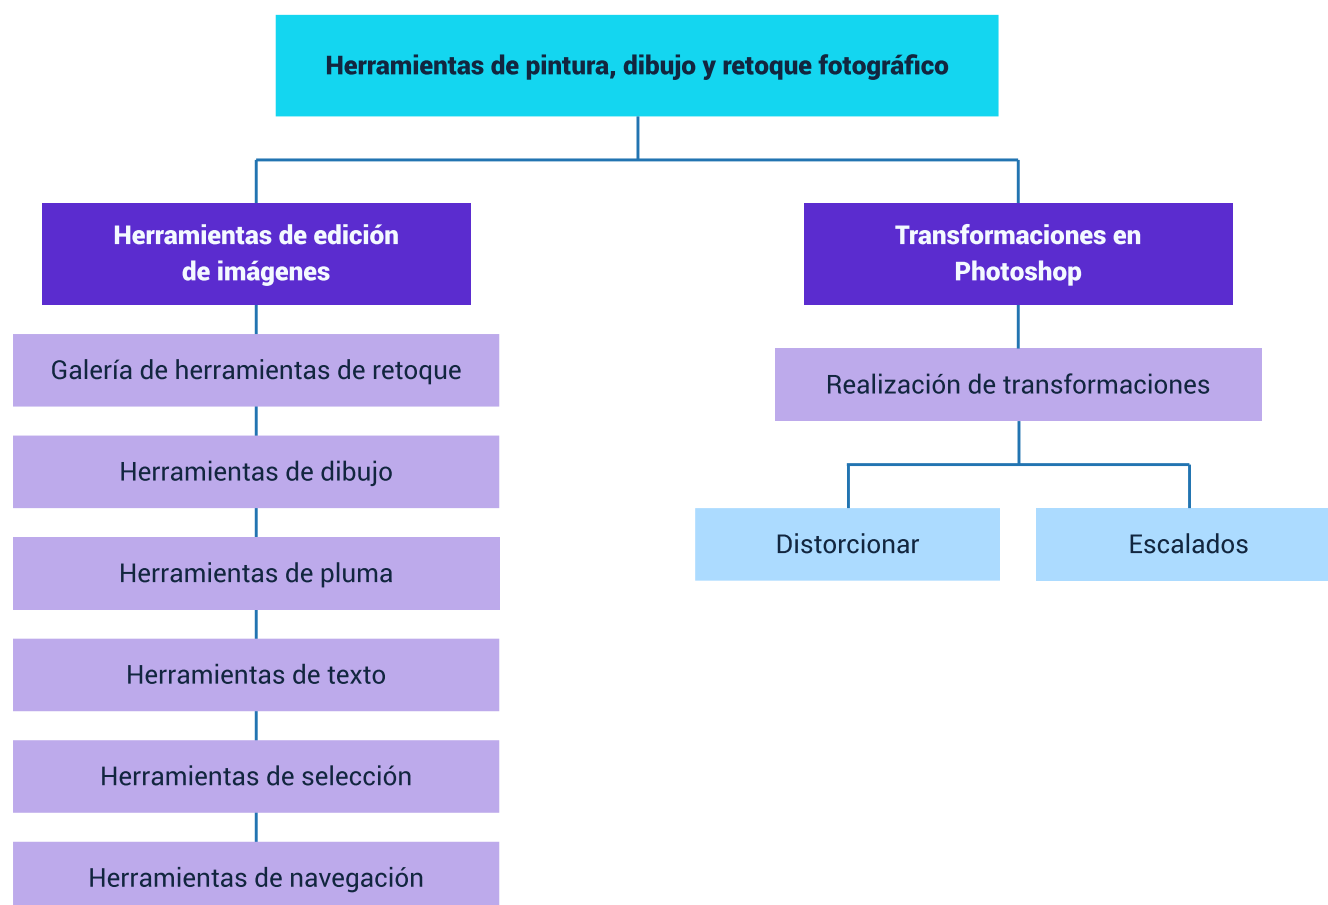 Herramientas de pintura, dibujo y retoque fotográfico
Herramientas de edición
de imágenes
Galería de herramientas de retoque
Herramientas de dibujo
Herramientas de pluma
Herramientas de texto
Herramientas de selección
Herramientas de navegación
Transformaciones en
Photoshop
Realización de transformaciones
Distorcionar
Escalados